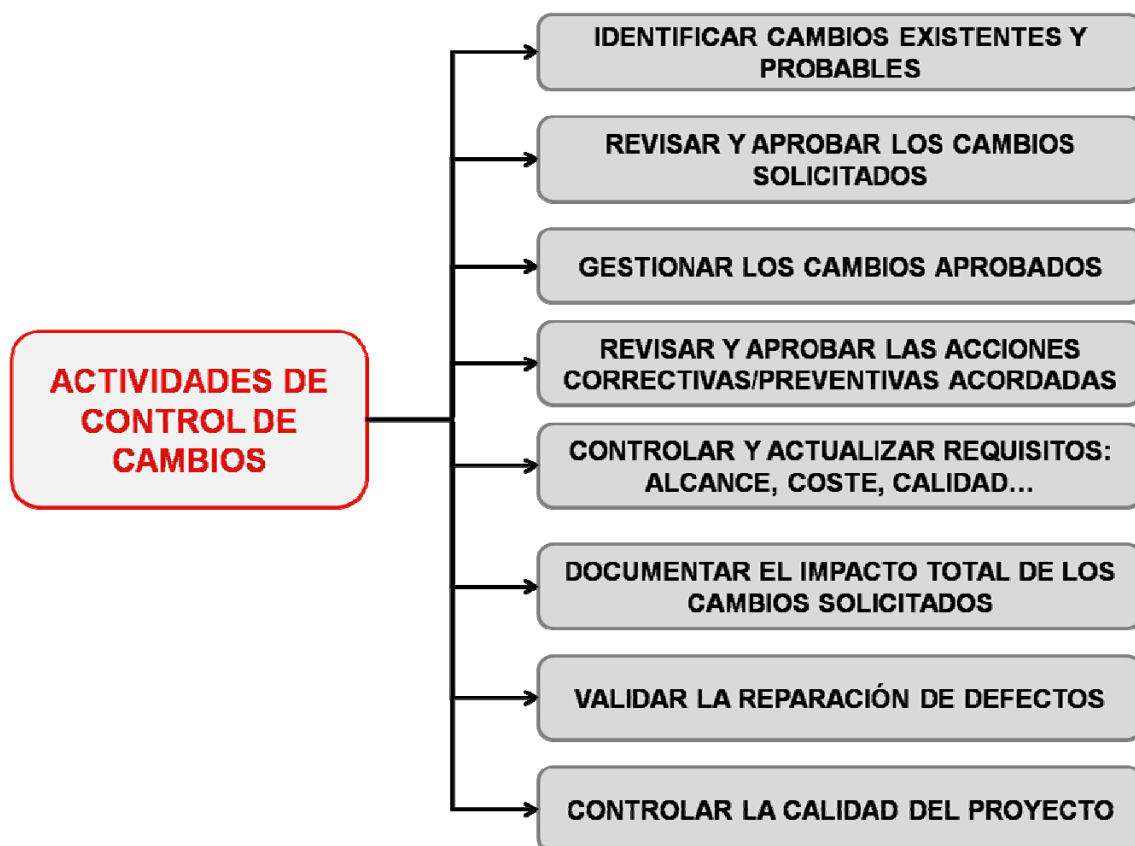 IDENTIFICAR CAMBIOS EXISTENTES Y
PROBABLES
REVISAR Y APROBAR LOS CAMBIOS
SOLICITADOS
GESTIONAR LOS CAMBIOS APROBADOS
REVISAR Y APROBAR LAS ACCIONES
CORRECTIVAS/PREVENTIVAS ACORDADAS
ACTIVIDADES DE
CONTROL DE
CAMBIOS
CONTROLAR Y ACTUALIZAR REQUISITOS:
ALCANCE, COSTE, CALIDAD...
DOCUMENTAR EL IMPACTO TOTAL DE LOS
CAMBIOS SOLICITADOS
VALIDAR LA REPARACIÓN DE DEFECTOS
CONTROLAR LA CALIDAD DEL PROYECTO